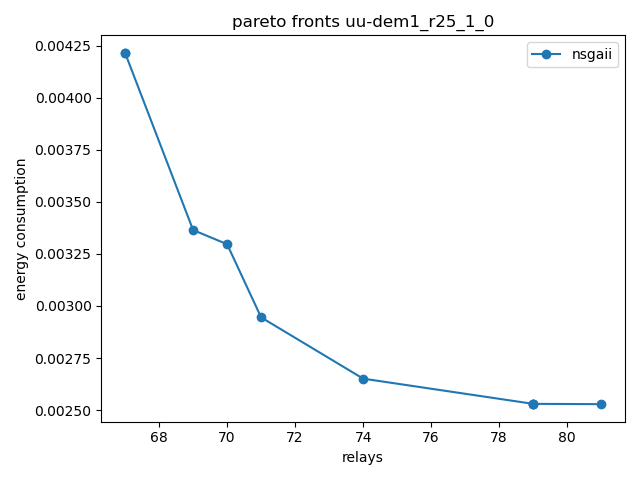 pareto fronts uu-dem1_r25_1_0
nsgaii
0.00425
0.00400
0.00375
0.00350
0.00325
0.00300
0.00275
0.00250
energy consumption
68 70 72 74 76 78 80
relays